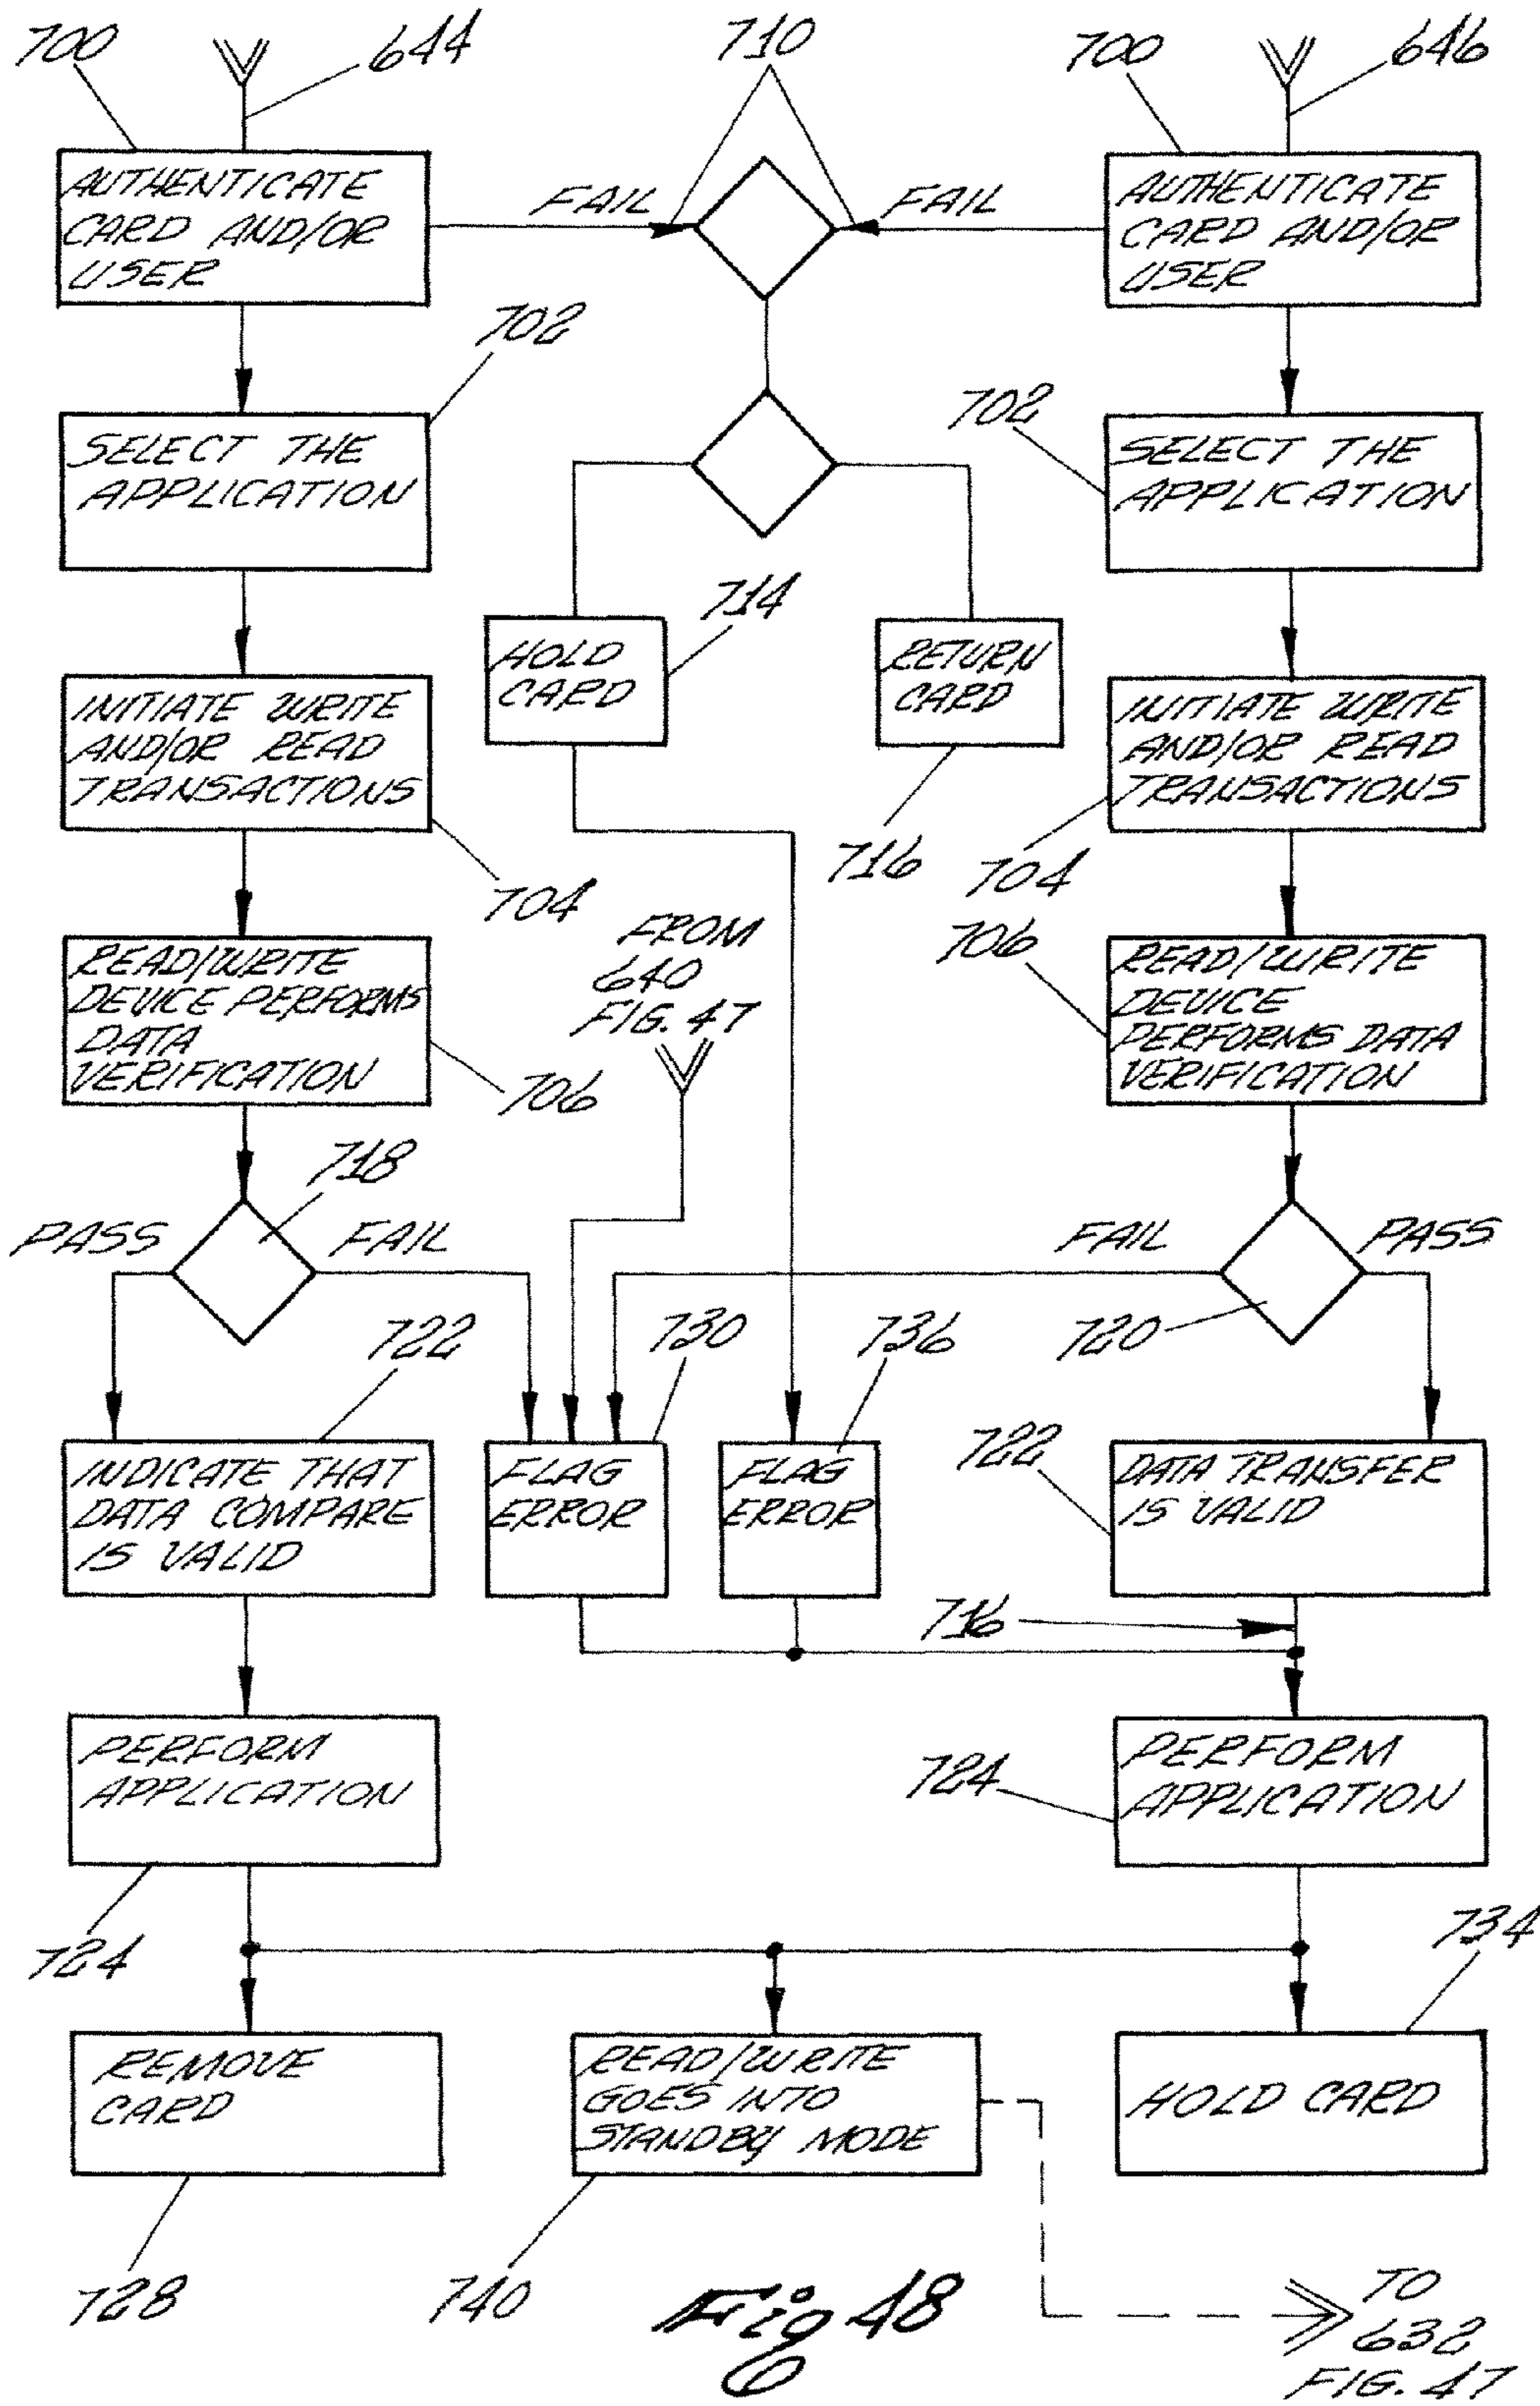 700
644
710
700
646
AUTHENTICATE
CARD AND/OR
USER
FAIL
FAIL
AUTHENTICATE
CARD AND/OR
USER
702
SELECT THE
APPLICATION
702
SELECT THE
APPLICATION
714
HOLD
CARD
RETURN
CARD
716
INITIATE WRITE
AND/OR READ
TRANSACTIONS
704
INITIATE WRITE
AND/OR READ
TRANSACTIONS
704
FROM
640
FIG. 47
READ/WRITE
DEVICE PERFORMS
DATA
VERIFICATION
706
706
READ/WRITE
DEVICE
PERFORMS DATA
VERIFICATION
718
PASS
FAIL
FAIL
PASS
720
722
730
736
INDICATE THAT
DATA COMPARE
IS VALID
FLAG
ERROR
FLAG
ERROR
722
DATA TRANSFER
IS VALID
716
PERFORM
APPLICATION
724
724
PERFORM
APPLICATION
734
REMOVE
CARD
READ/WRITE
GOES INTO
STANDBY MODE
HOLD CARD
728
740
Fig 48
TO
632
FIG. 47